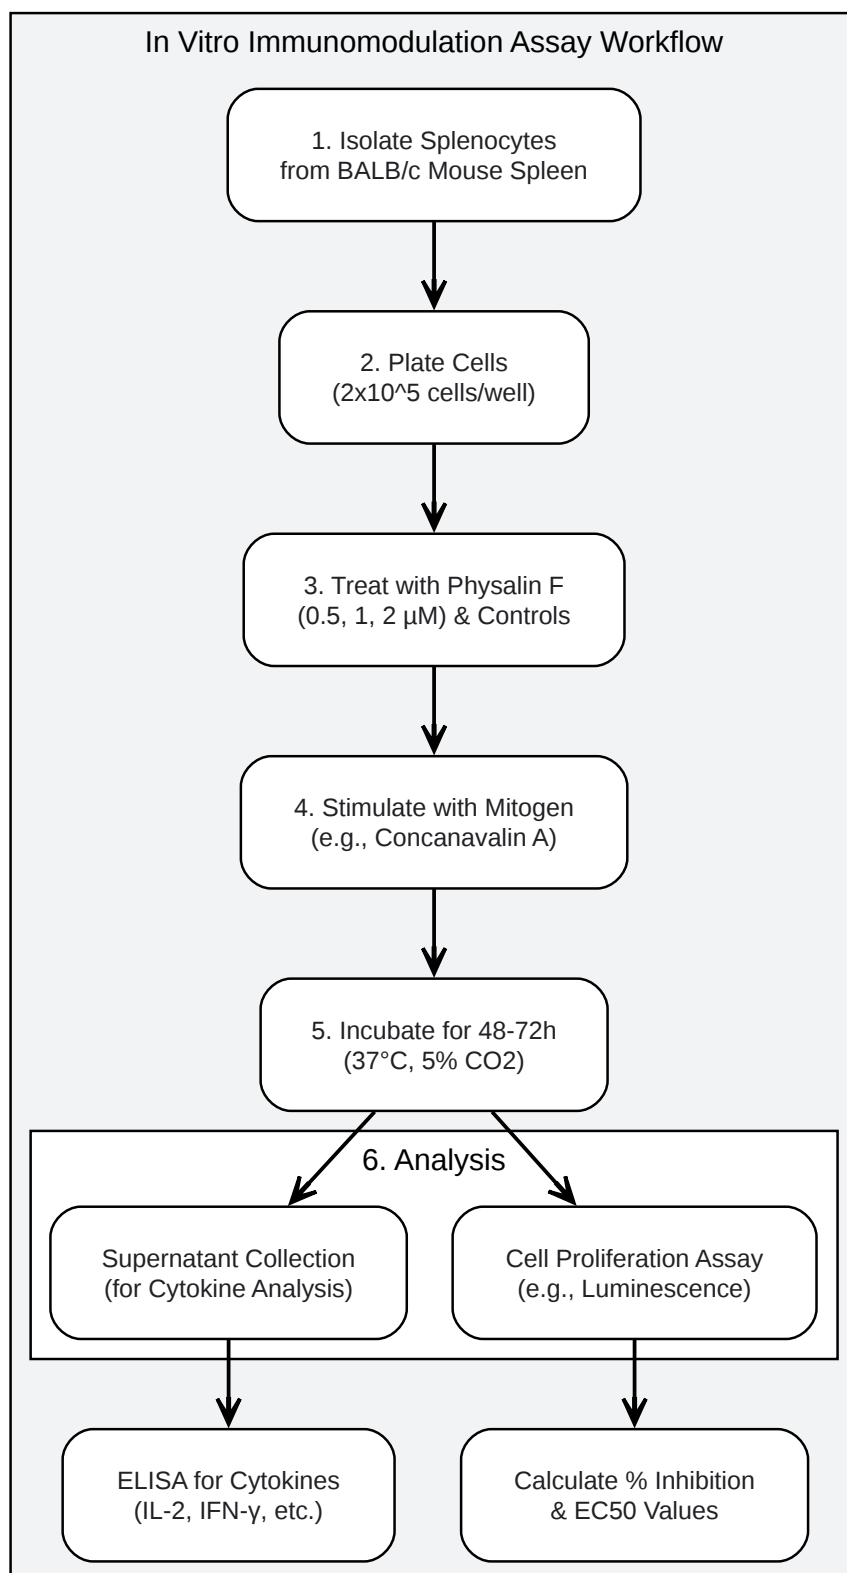 In Vitro Immunomodulation Assay Workflow
1. Isolate Splenocytes
from BALB/c Mouse Spleen
2. Plate Cells
(2x10^5 cells/well)
3. Treat with Physalin F
(0.5, 1, 2 µM) & Controls
4. Stimulate with Mitogen
(e.g., Concanavalin A)
5. Incubate for 48-72h
(37°C, 5% CO2)
6. Analysis
Supernatant Collection
(for Cytokine Analysis)
Cell Proliferation Assay
(e.g., Luminescence)
ELISA for Cytokines
(IL-2, IFN-γ, etc.)
Calculate % Inhibition
& EC50 Values